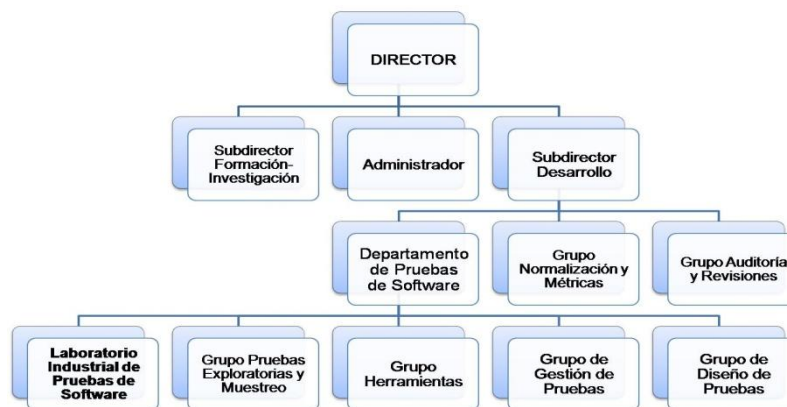 DIRECTOR
Subdirector
Formación-
Investigación
Administrador
Subdirector
Desarrollo
Departamento
de Pruebas
de Software
Grupo
Normalización y
Métricas
Grupo Auditoría
y Revisiones
Laboratorio
Industrial de
Pruebas de
Software
Grupo Pruebas
Exploratorias y
Muestreo
Grupo
Herramientas
Grupo de
Gestión de
Pruebas
Grupo de
Diseño de
Pruebas